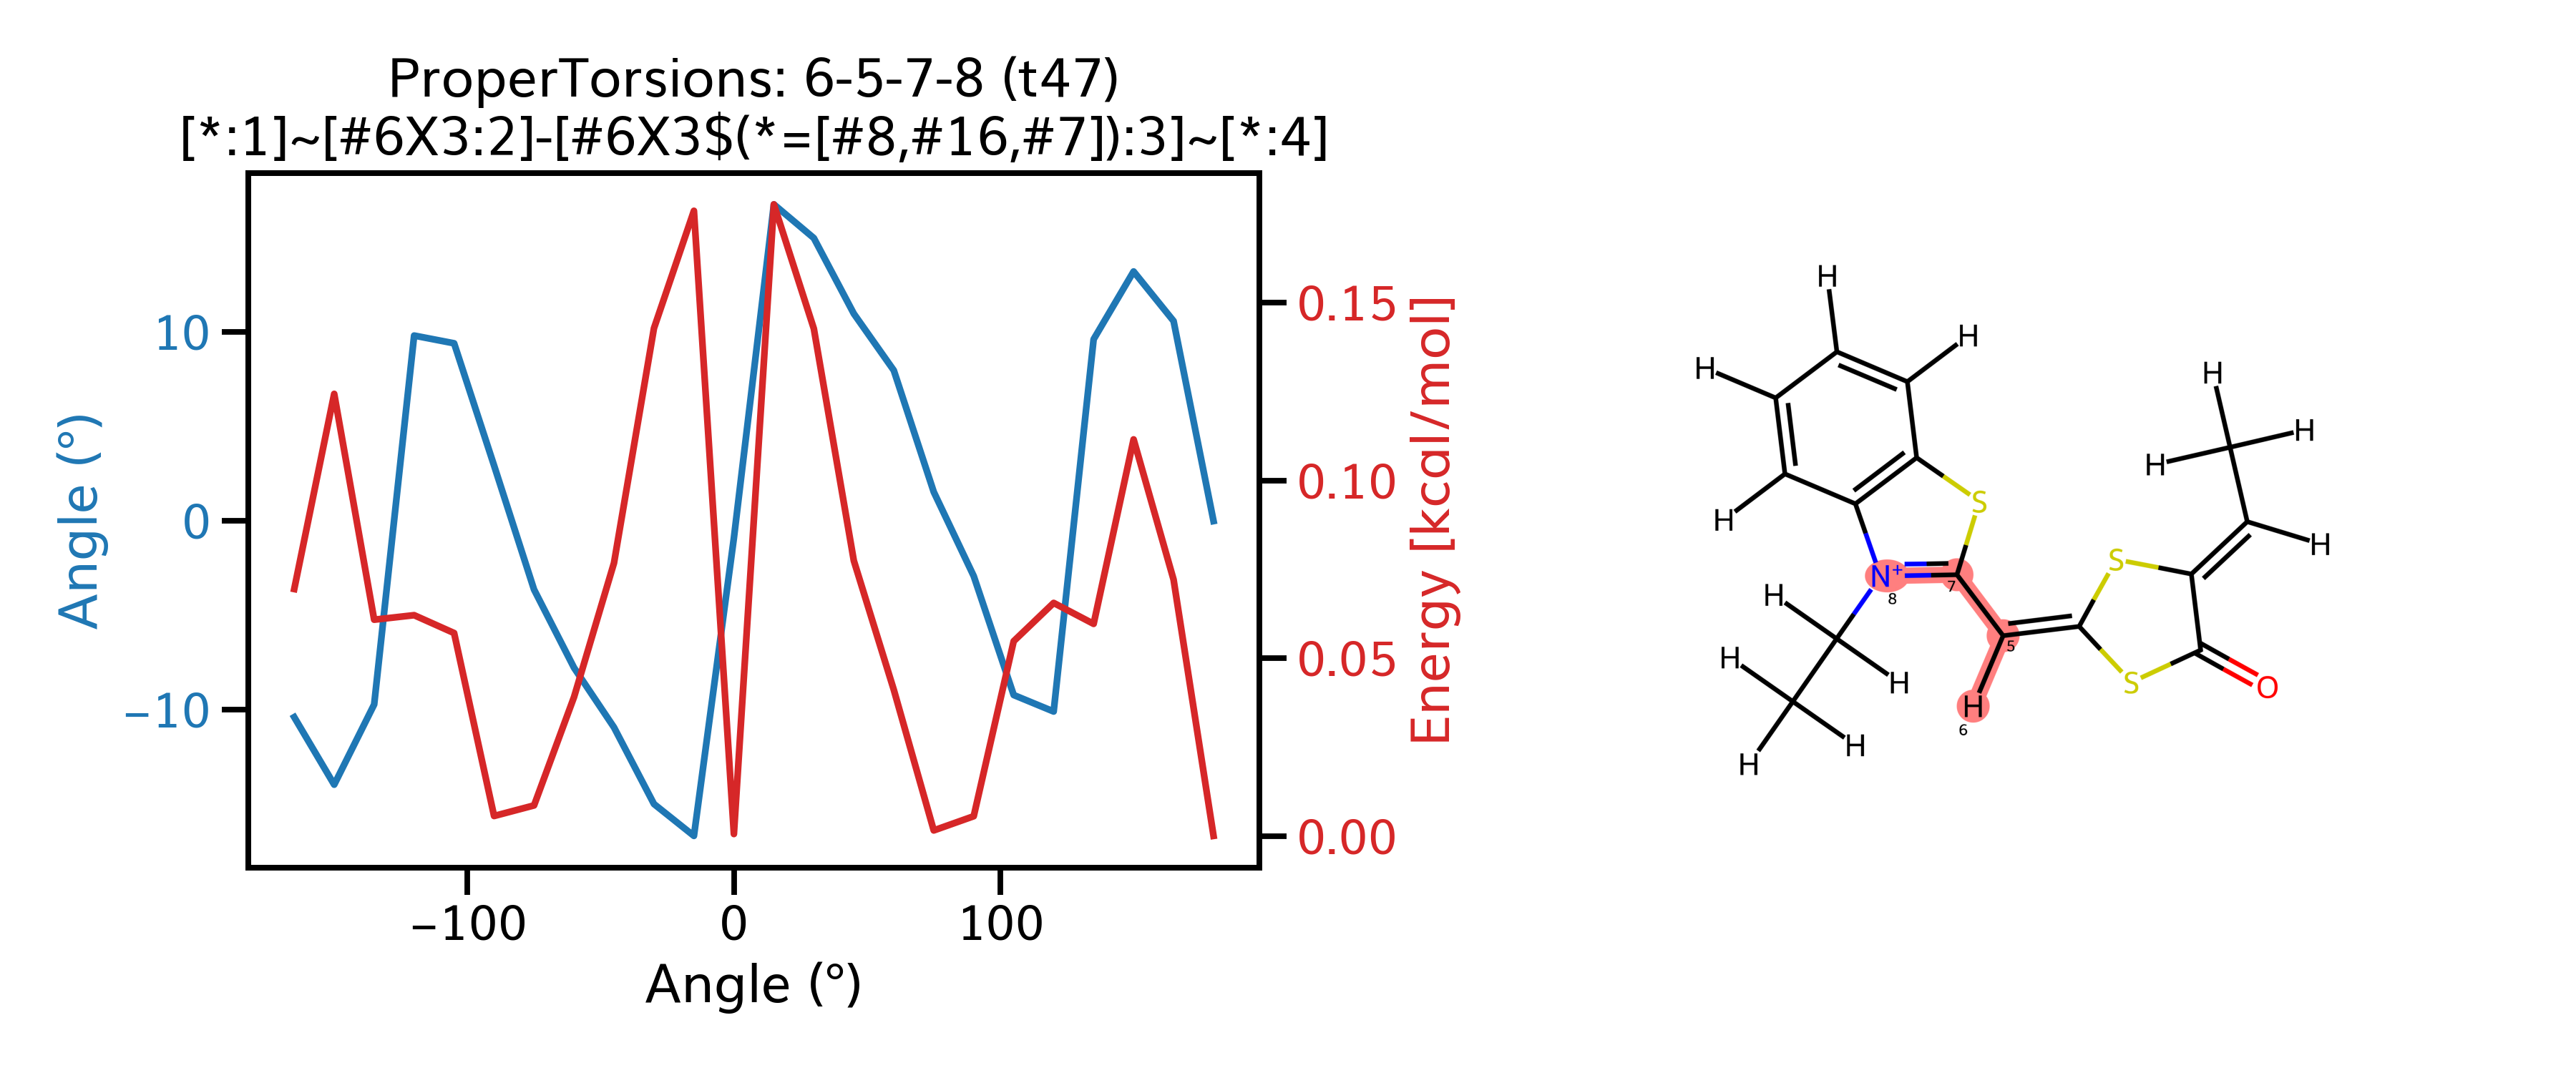 ProperTorsions: 6-5-7-8 (t47)
[*:1]~[#6X3:2]-[#6X3$(*=[#8,#16,#7]):3]~[*:4]
10
0
−10
Angle (°)
−100
0
100
Angle (°)
0.15
0.10
0.05
0.00
Energy [kcal/mol]
H
H
H
H
H
H
H
H
S
S
H
N+
8
7
H
5
H
H
S
O
H
6
H
H